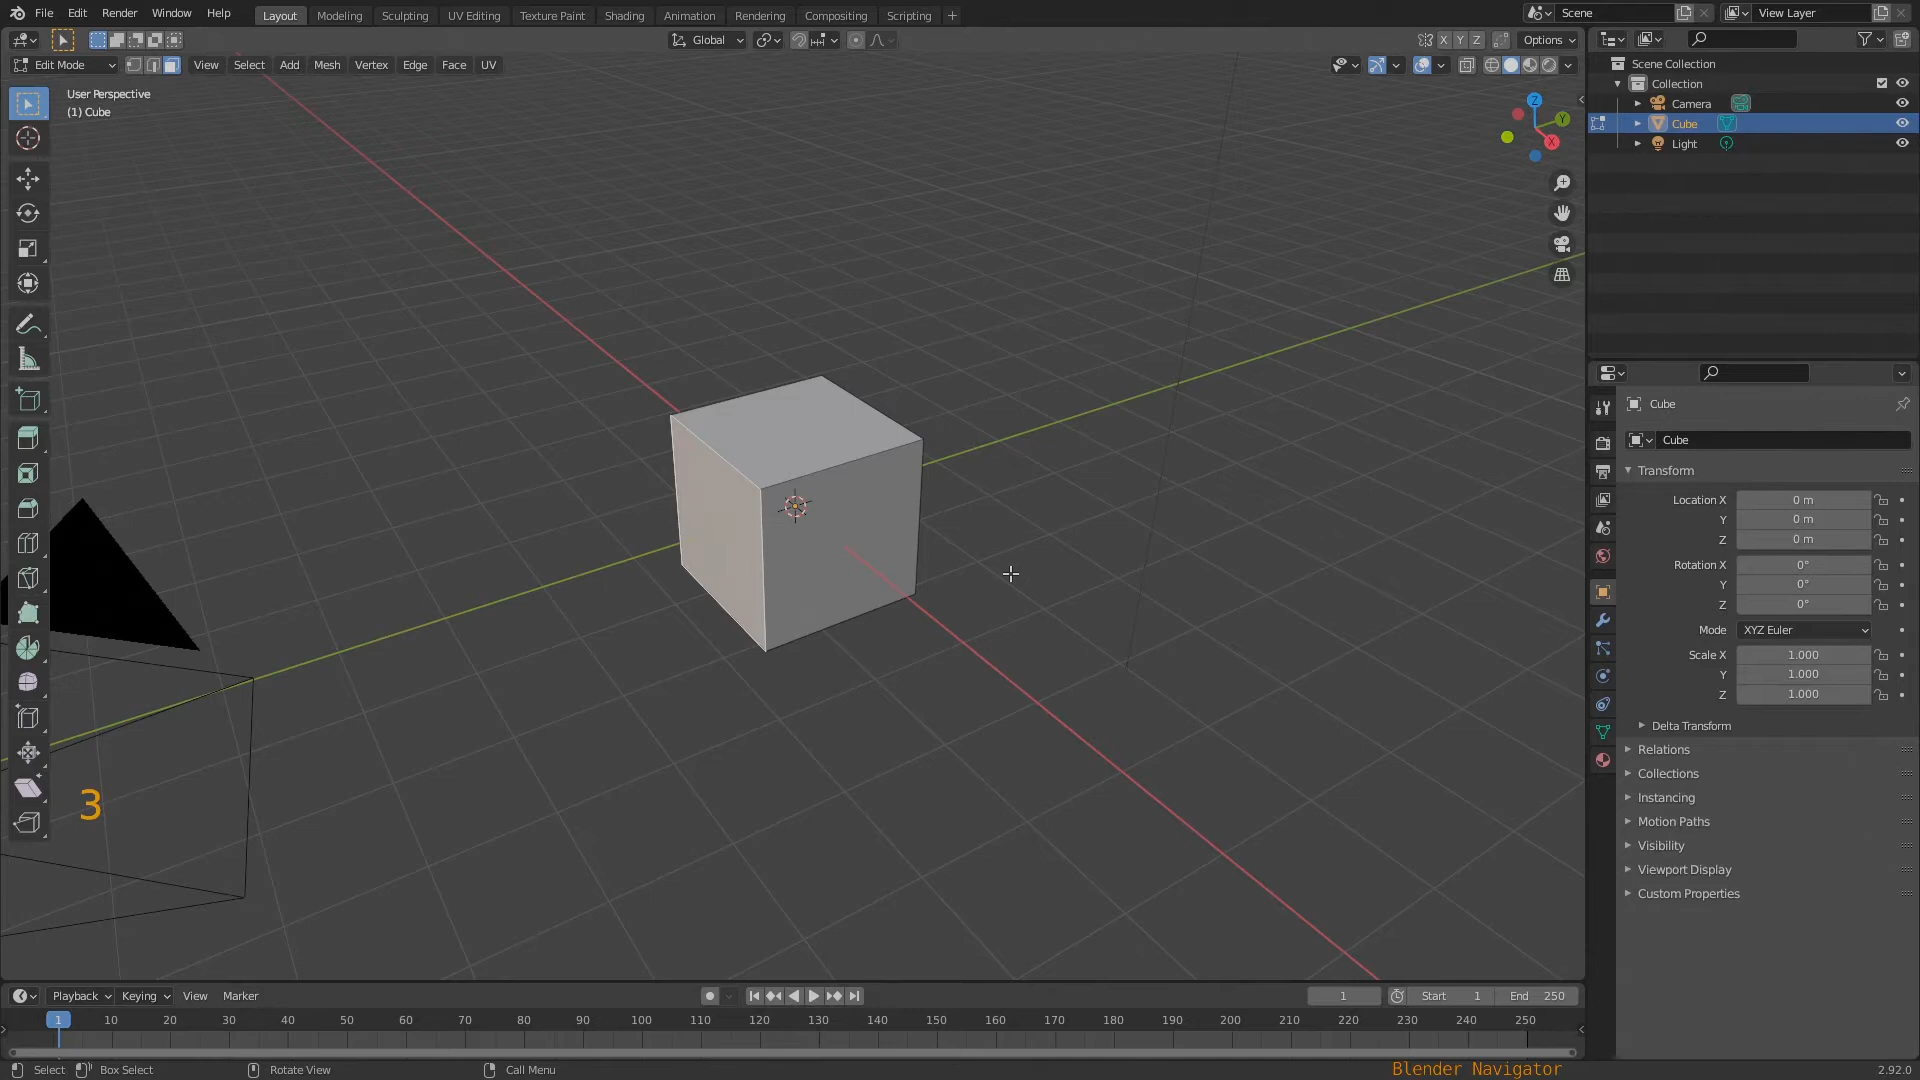 File Edit Render Window Help
Layout Modeling Sculpting UV Editing Texture Paint Shading Animation Rendering Compositing Scripting
Scene
View Layer
Global
X Y Z
Options
Edit Mode
View Select Add Mesh Vertex Edge Face UV
User Perspective
(1) Cube
Z
Y
X
3
Scene Collection
Collection
Camera
Cube
Light
Cube
Cube
Transform
Location X 0 m
Y 0 m
Z 0 m
Rotation X 0°
Y 0°
Z 0°
Mode XYZ Euler
Scale X 1.000
Y 1.000
Z 1.000
Delta Transform
Relations
Collections
Instancing
Motion Paths
Visibility
Viewport Display
Custom Properties
Playback Keying View Marker
1
Start 1
End 250
1 10 20 30 40 50 60 70 80 90 100 110 120 130 140 150 160 170 180 190 200 210 220 230 240 250
Select Box Select Rotate View Call Menu
Blender Navigator
2.92.0